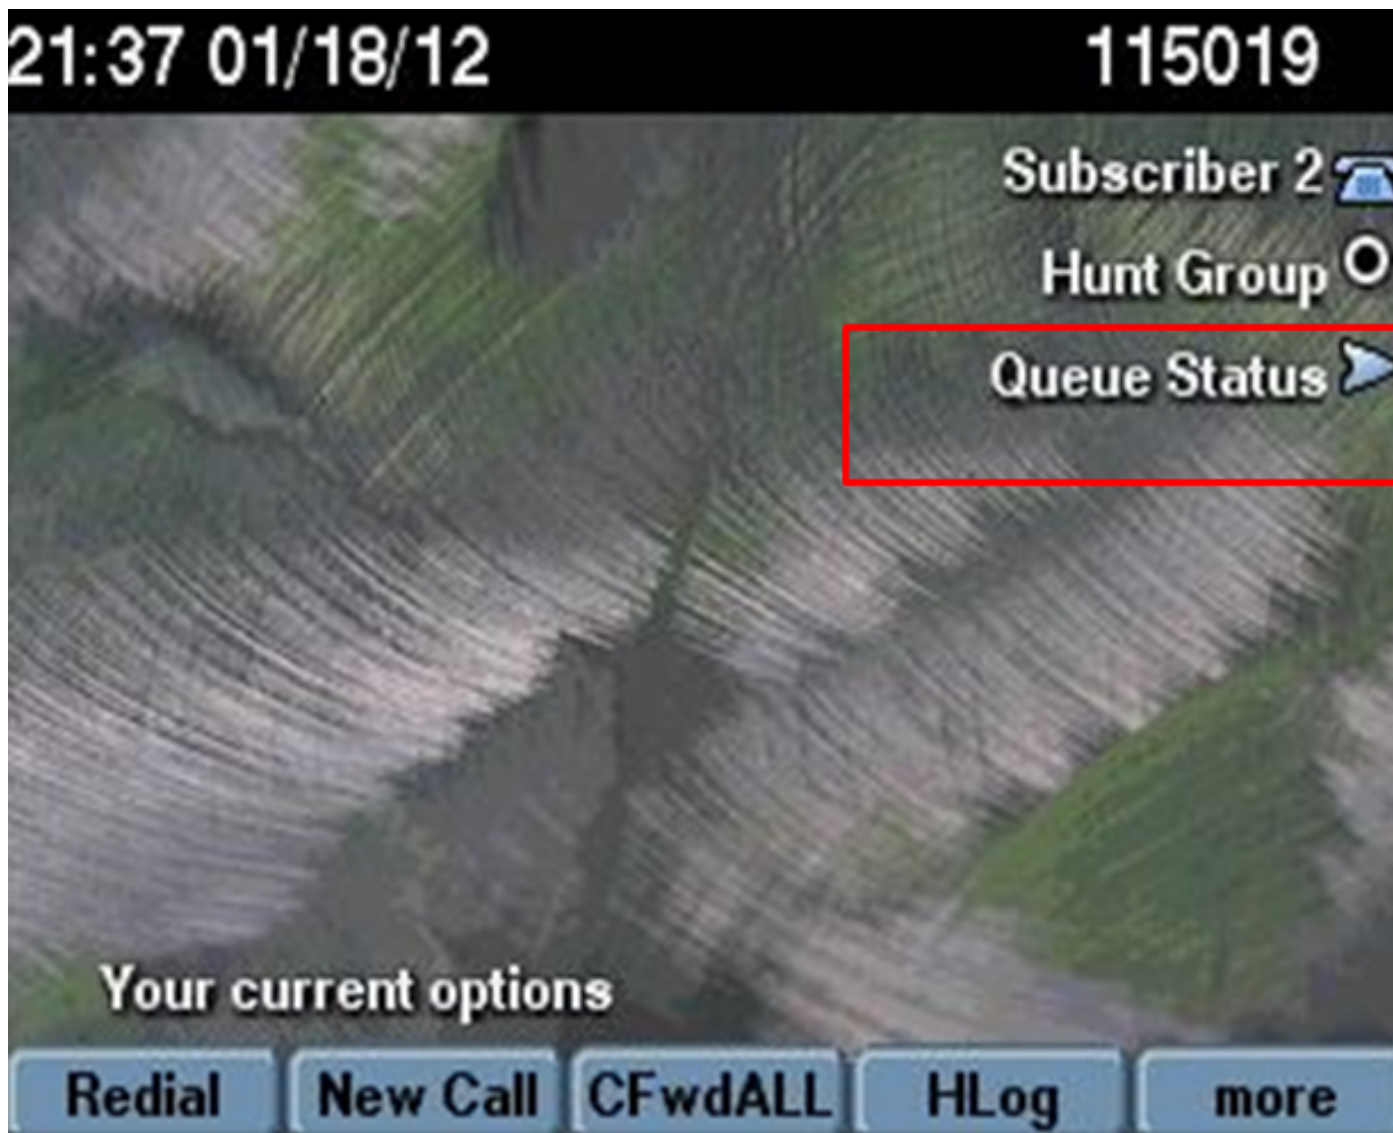 21:37 01/18/12 115019
Subscriber 2
Hunt Group
Queue Status
Your current options
Redial New Call CFwdALL HLog more